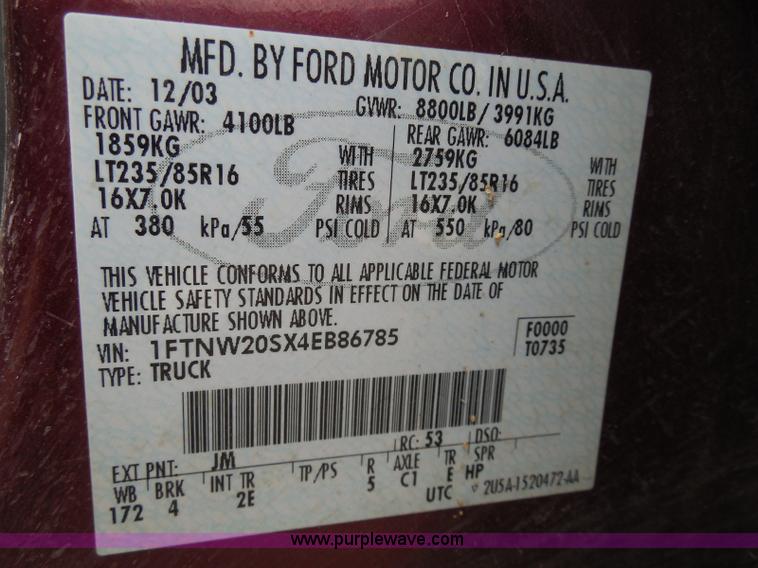 MFD. BY FORD MOTOR CO. IN U.S.A.
DATE: 12/03 GVWR: 8800LB/ 3991KG
FRONT GAWR: 4100LB REAR GAWR: 6084LB
1859KG WITH 2759KG WITH
LT235/85R16 TIRES LT235/85R16 TIRES
16X7.0K RIMS 16X7.0K RIMS
AT 380 kPa/55 PSI COLD AT 550 kPa/80 PSI COLD
Ford
THIS VEHICLE CONFORMS TO ALL APPLICABLE FEDERAL MOTOR
VEHICLE SAFETY STANDARDS IN EFFECT ON THE DATE OF
MANUFACTURE SHOWN ABOVE.
VIN: 1FTNW20SX4EB86785 F0000
TYPE: TRUCK T0735
EXT PNT: JM RC: 53 DSO:
WB BRK INT TR TP/PS R AXLE TR SPR
172 4 2E 5 C1 E HP
UTC 2U5A-1520472-AA
www.purplewave.com